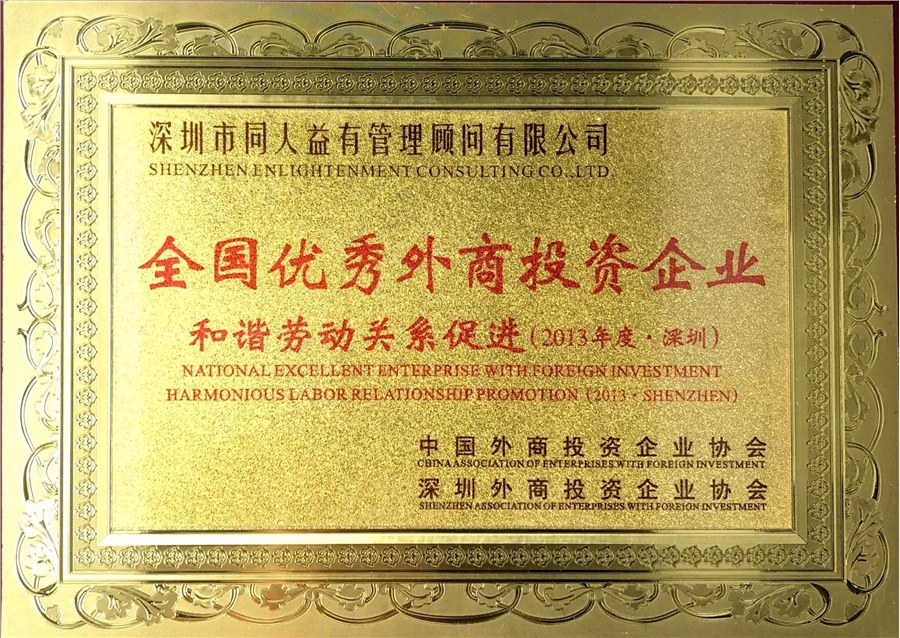 深圳市同人益有管理顾问有限公司
SHENZHEN ENLIGHTENMENT CONSULTING CO.,LTD.
全国优秀外商投资企业
和谐劳动关系促进(2013年度·深圳)
NATIONAL EXCELLENT ENTERPRISE WITH FOREIGN INVESTMENT
HARMONIOUS LABOR RELATIONSHIP PROMOTION (2013·SHENZHEN)
中国外商投资企业协会
CHINA ASSOCIATION OF ENTERPRISES WITH FOREIGN INVESTMENT
深圳外商投资企业协会
SHENZHEN ASSOCIATION OF ENTERPRISES WITH FOREIGN INVESTMENT